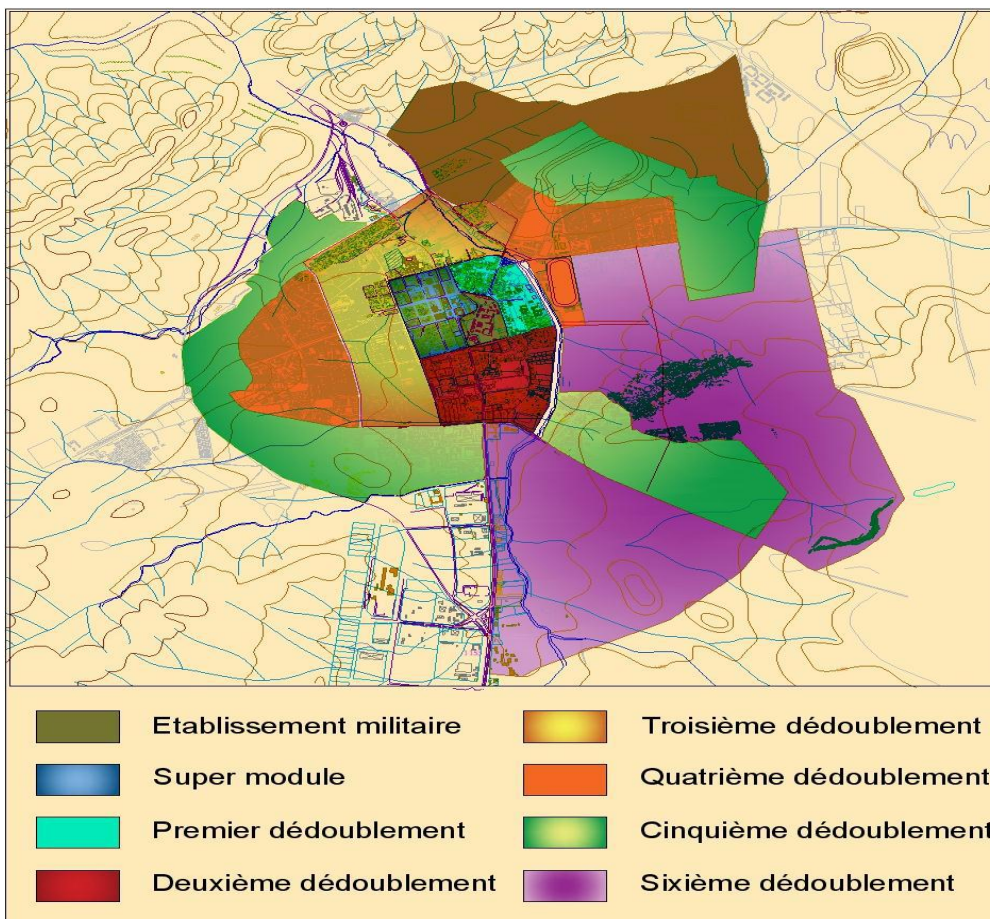 Etablissement militaire
Super module
Premier dédoublement
Deuxième dédoublement
Troisième dédoublement
Quatrième dédoublement
Cinquième dédoublement
Sixième dédoublement